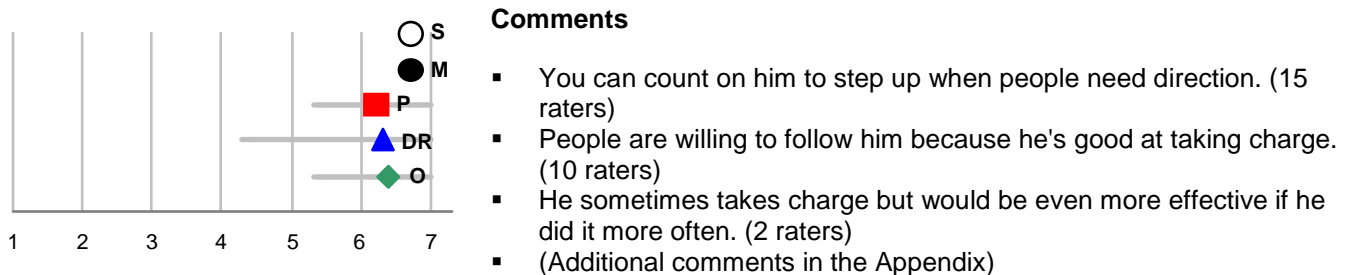 S
M
P
DR
O
1 2 3 4 5 6 7
Comments
▪ You can count on him to step up when people need direction. (15
raters)
▪ People are willing to follow him because he's good at taking charge.
(10 raters)
▪ He sometimes takes charge but would be even more effective if he
did it more often. (2 raters)
▪ (Additional comments in the Appendix)